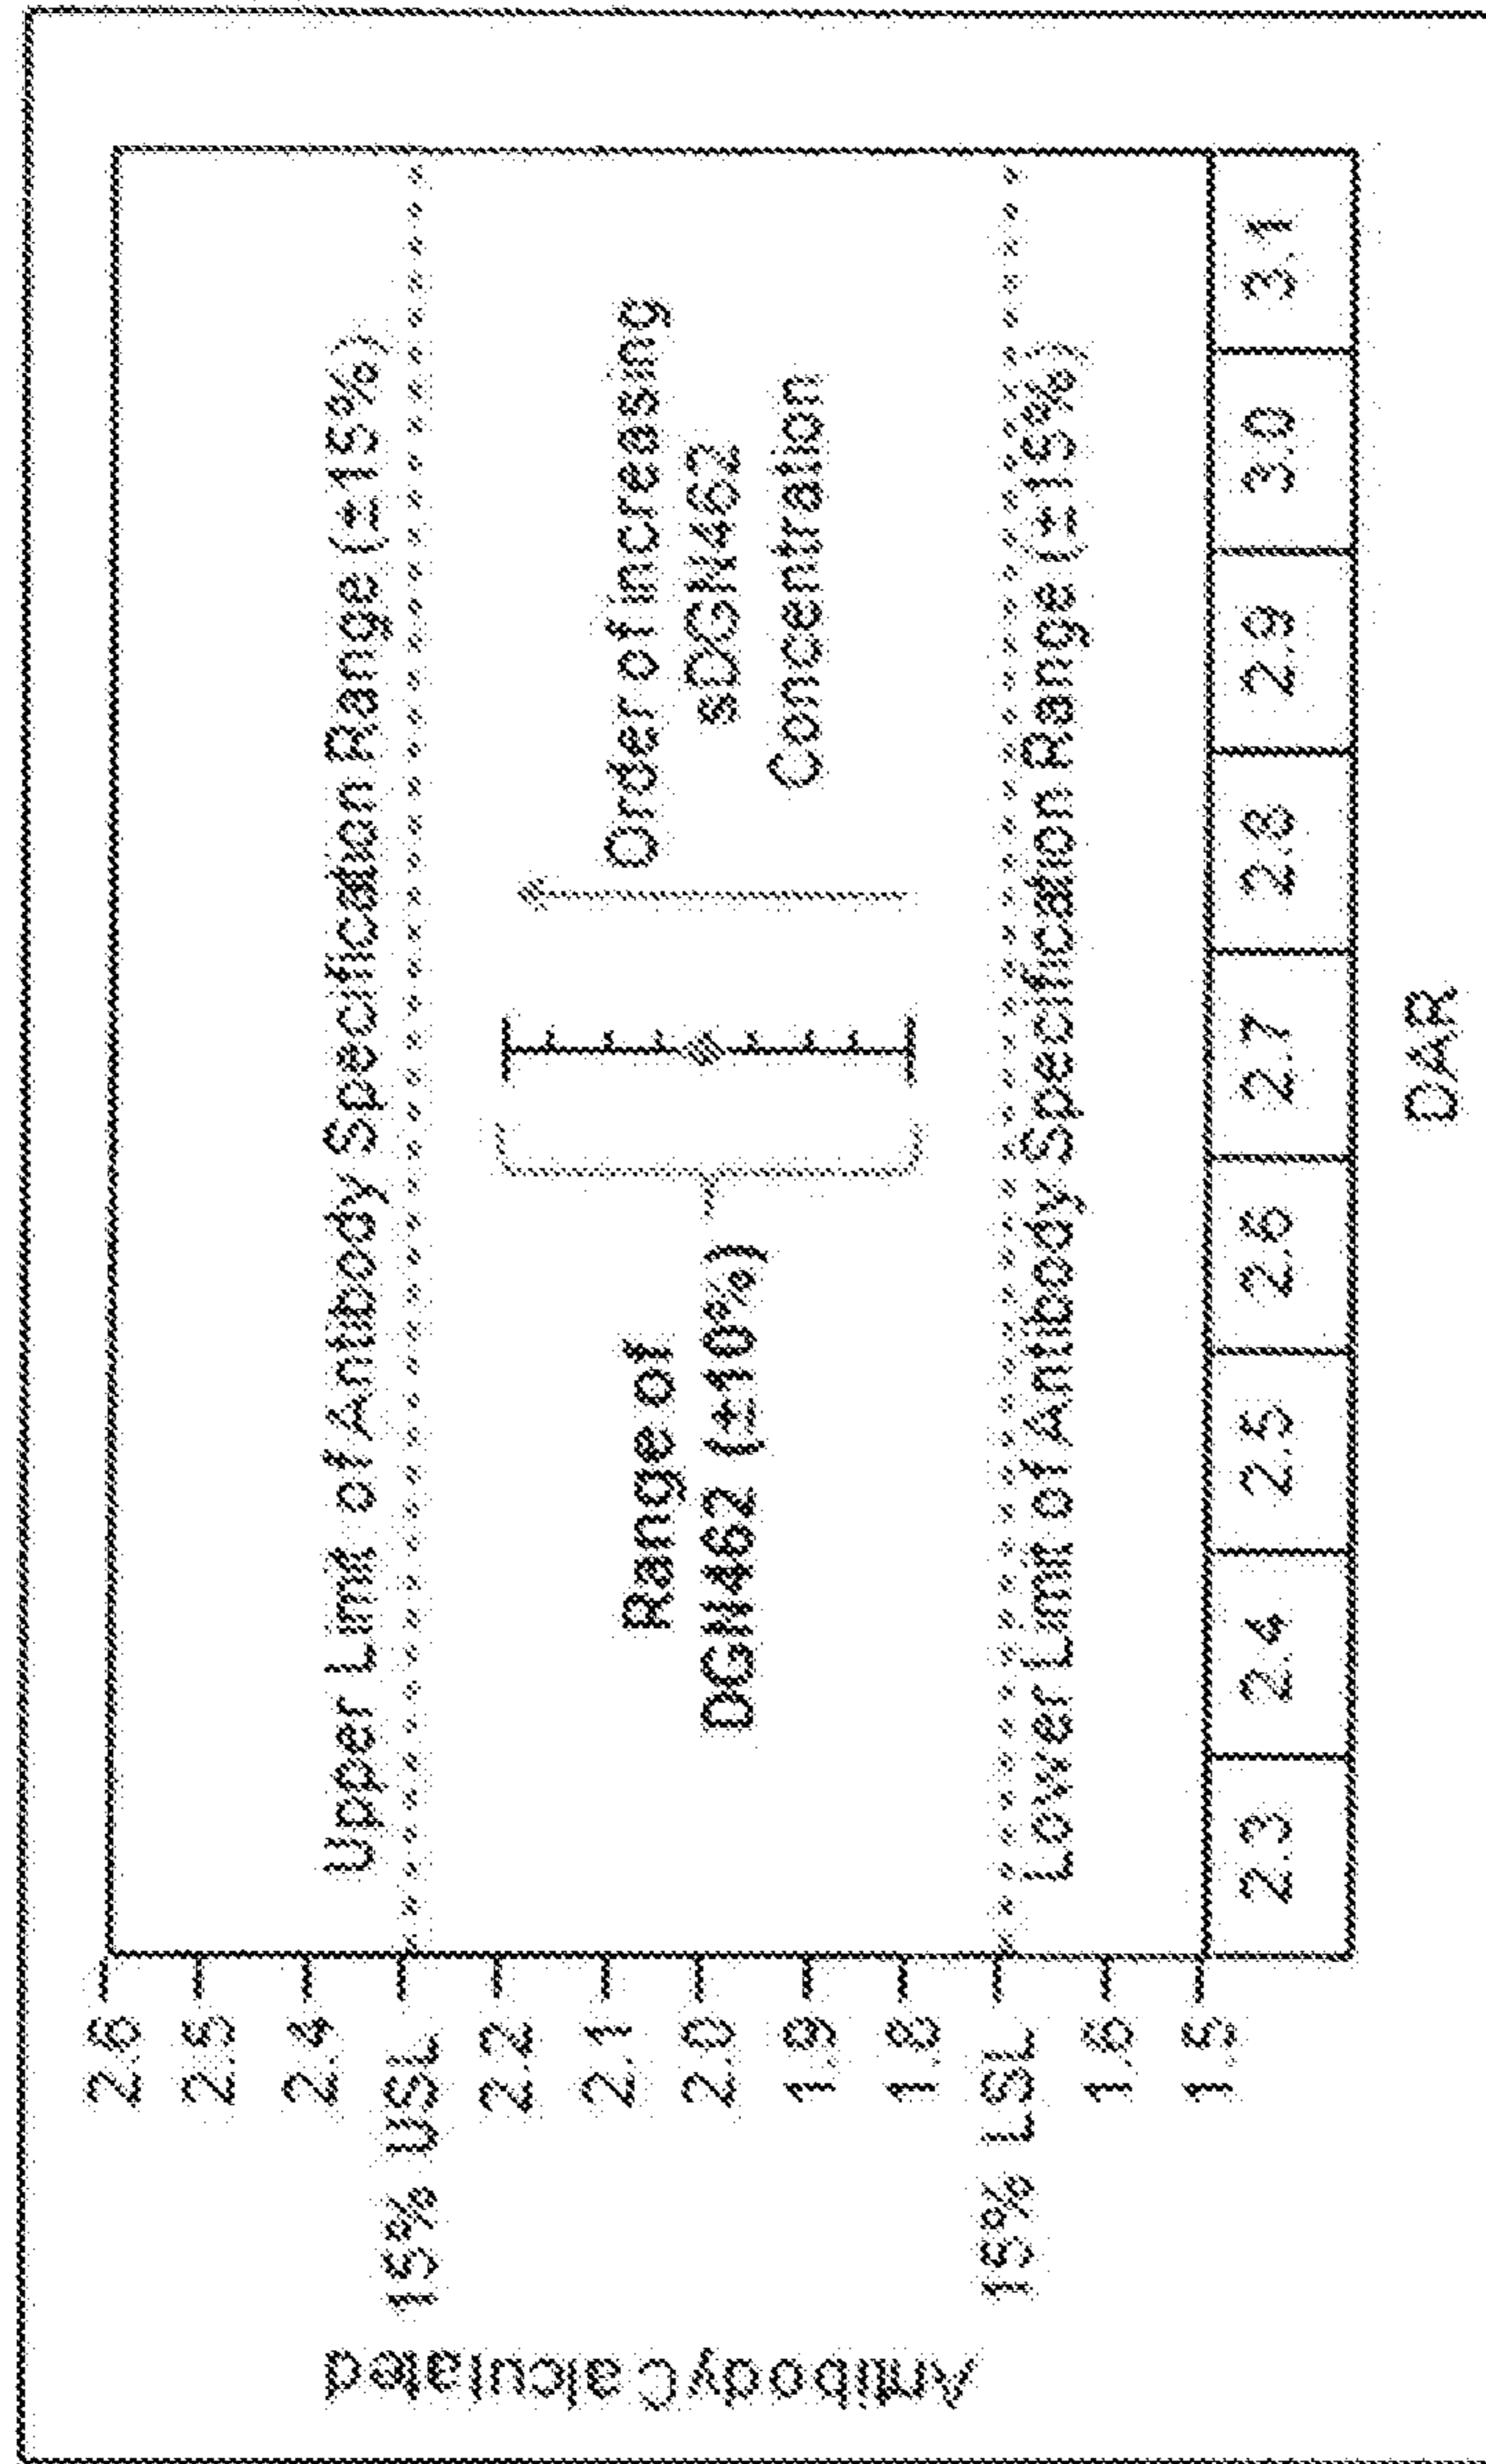 Antibody Calculated
2.6
2.5
2.4
15% USL
2.2
2.1
2.0
1.9
1.8
15% LSL
1.6
1.5
Upper Limit of Antibody Specification Range (±15%)
Range of
DGN462 (±10%)
Order of Increasing
sDGN462
Concentration
Lower Limit of Antibody Specification Range (±15%)
2.3 2.4 2.5 2.6 2.7 2.8 2.9 3.0 3.1
DAR